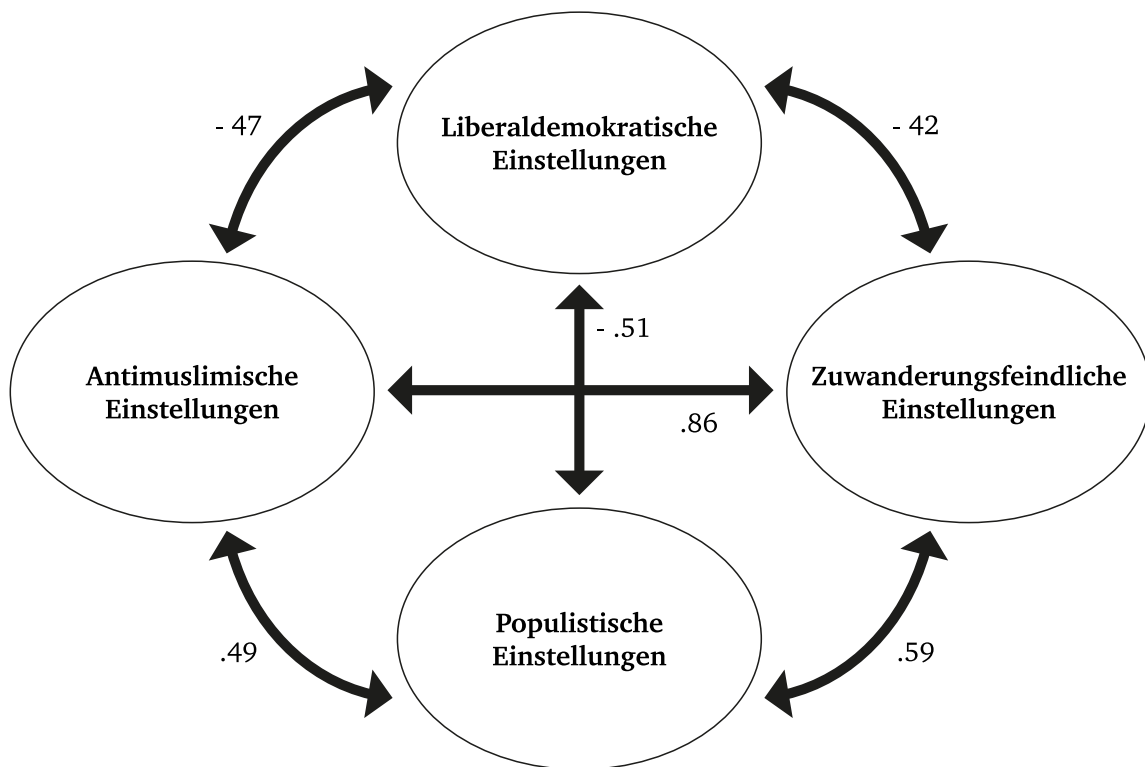 - 47
Liberaldemokratische
Einstellungen
- 42
- .51
Antimuslimische
Einstellungen
Zuwanderungsfeindliche
Einstellungen
.86
Populistische
Einstellungen
.49
.59